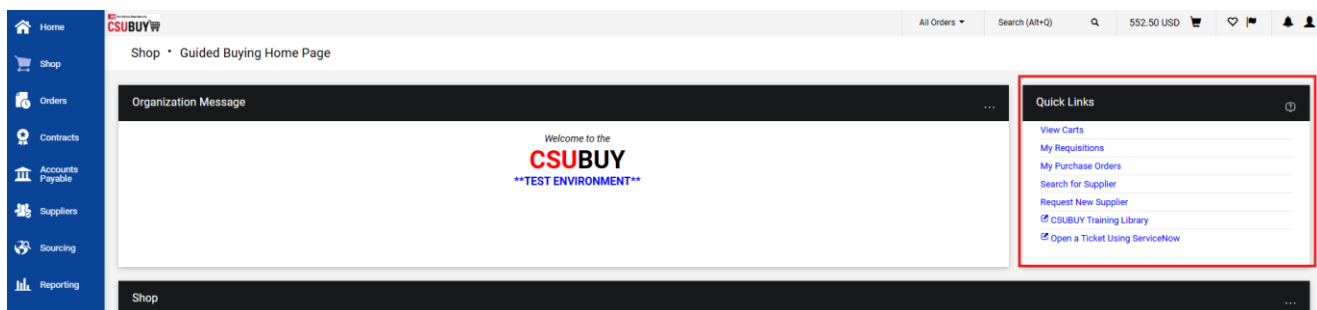 Home
CSUBUY
All Orders
Search (Alt+Q)
552.50 USD
Shop • Guided Buying Home Page
Shop
Orders
Contracts
Accounts
Payable
Suppliers
Sourcing
Reporting
Organization Message
...
Welcome to the
CSUBUY
**TEST ENVIRONMENT**
Quick Links
View Carts
My Requisitions
My Purchase Orders
Search for Supplier
Request New Supplier
CSUBUY Training Library
Open a Ticket Using ServiceNow
Shop
...